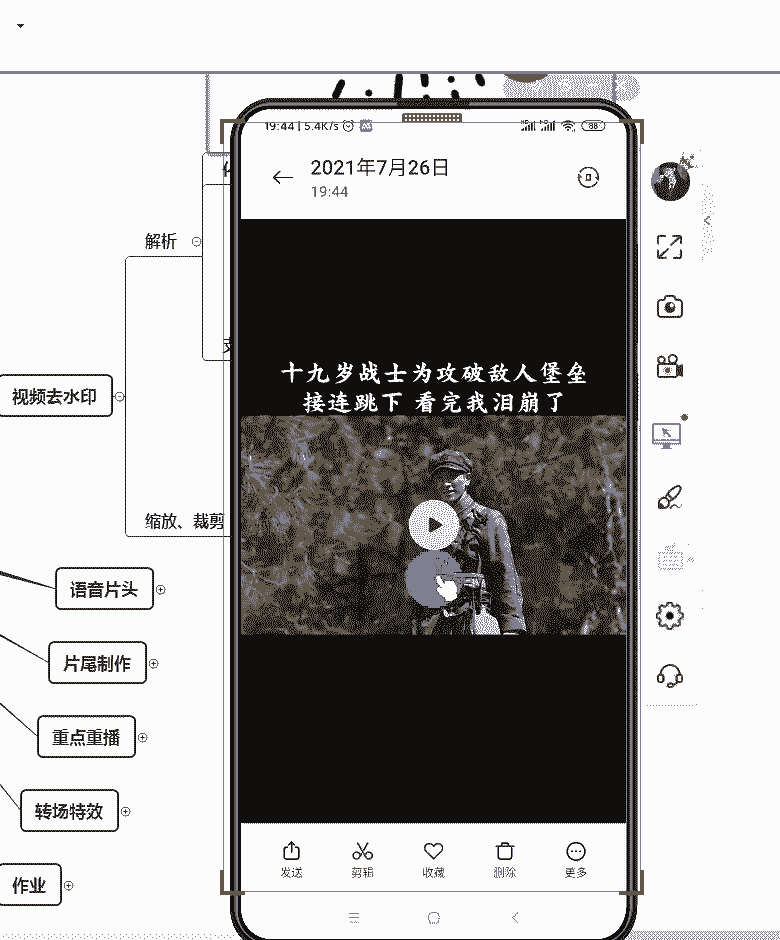 19:44 | 5.4K/s
88
2021年7月26日
19:44
解析
视频去水印
十九岁战士为攻破敌人堡垒
接连跳下 看完我泪崩了
缩放、裁剪
语音片头
片尾制作
重点重播
转场特效
作业
发送
剪辑
收藏
删除
更多